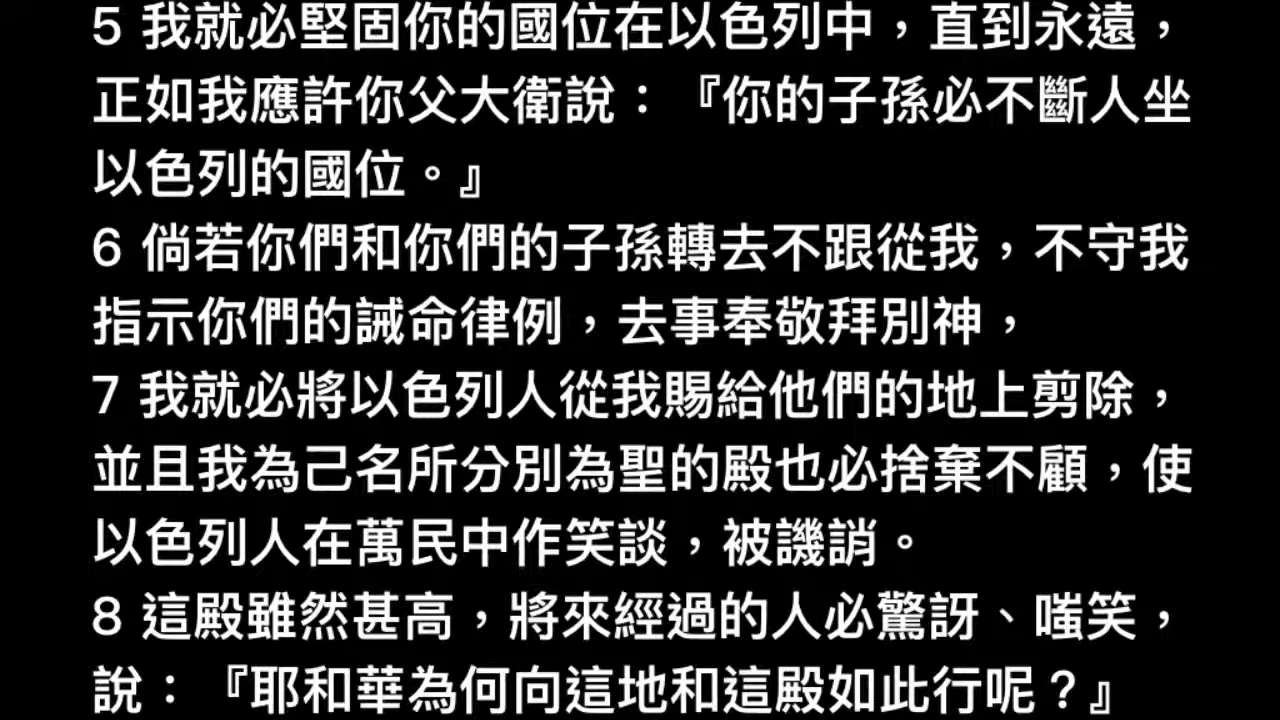 5 我就必堅固你的國位在以色列中，直到永遠，
正如我應許你父大衛說：『你的子孫必不斷人坐
以色列的國位。』
6 倘若你們和你們的子孫轉去不跟從我，不守我
指示你們的誡命律例，去事奉敬拜別神，
7 我就必將以色列人從我賜給他們的地上剪除，
並且我為己名所分別為聖的殿也必捨棄不顧，使
以色列人在萬民中作笑談，被譏誚。
8 這殿雖然甚高，將來經過的人必驚訝、嗤笑，
說：『耶和華為何向這地和這殿如此行呢？』